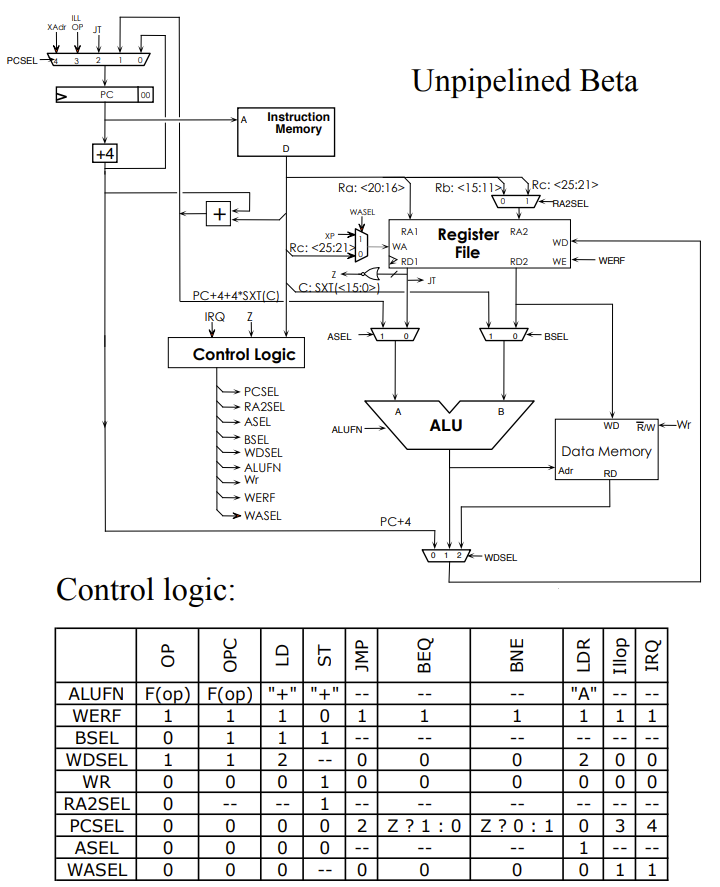 Unpipelined Beta
XAdr
ILL
OP
JT
PCSEL
4 3 2 1 0
PC 00
+4
A
Instruction
Memory
D
Ra: <20:16>
Rb: <15:11>
Rc: <25:21>
0 1
RA2SEL
+
WASEL
XP
1
0
Rc: <25:21>
RA1
Register
File
RA2
WA
WD
RD1
RD2
WE
WERF
Z
JT
C: SXT(<15:0>)
PC+4+4*SXT(C)
IRQ Z
Control Logic
ASEL
1 0
1 0
BSEL
PCSEL
RA2SEL
ASEL
BSEL
WDSEL
ALUFN
Wr
WERF
WASEL
A
B
ALU
ALUFN
WD R/W
Wr
Data Memory
Adr
RD
PC+4
0 1 2
WDSEL
Control logic:
OP OPC LD ST JMP BEQ BNE LDR Illop IRQ
ALUFN F(op) F(op) "+" "+" -- -- -- "A" -- --
WERF 1 1 1 0 1 1 1 1 1 1
BSEL 0 1 1 1 -- -- -- -- -- --
WDSEL 1 1 2 -- 0 0 0 2 0 0
WR 0 0 0 1 0 0 0 0 0 0
RA2SEL 0 -- -- 1 -- -- -- -- -- --
PCSEL 0 0 0 0 2 Z ? 1 : 0 Z ? 0 : 1 0 3 4
ASEL 0 0 0 0 -- -- -- 1 -- --
WASEL 0 0 0 -- 0 0 0 0 1 1